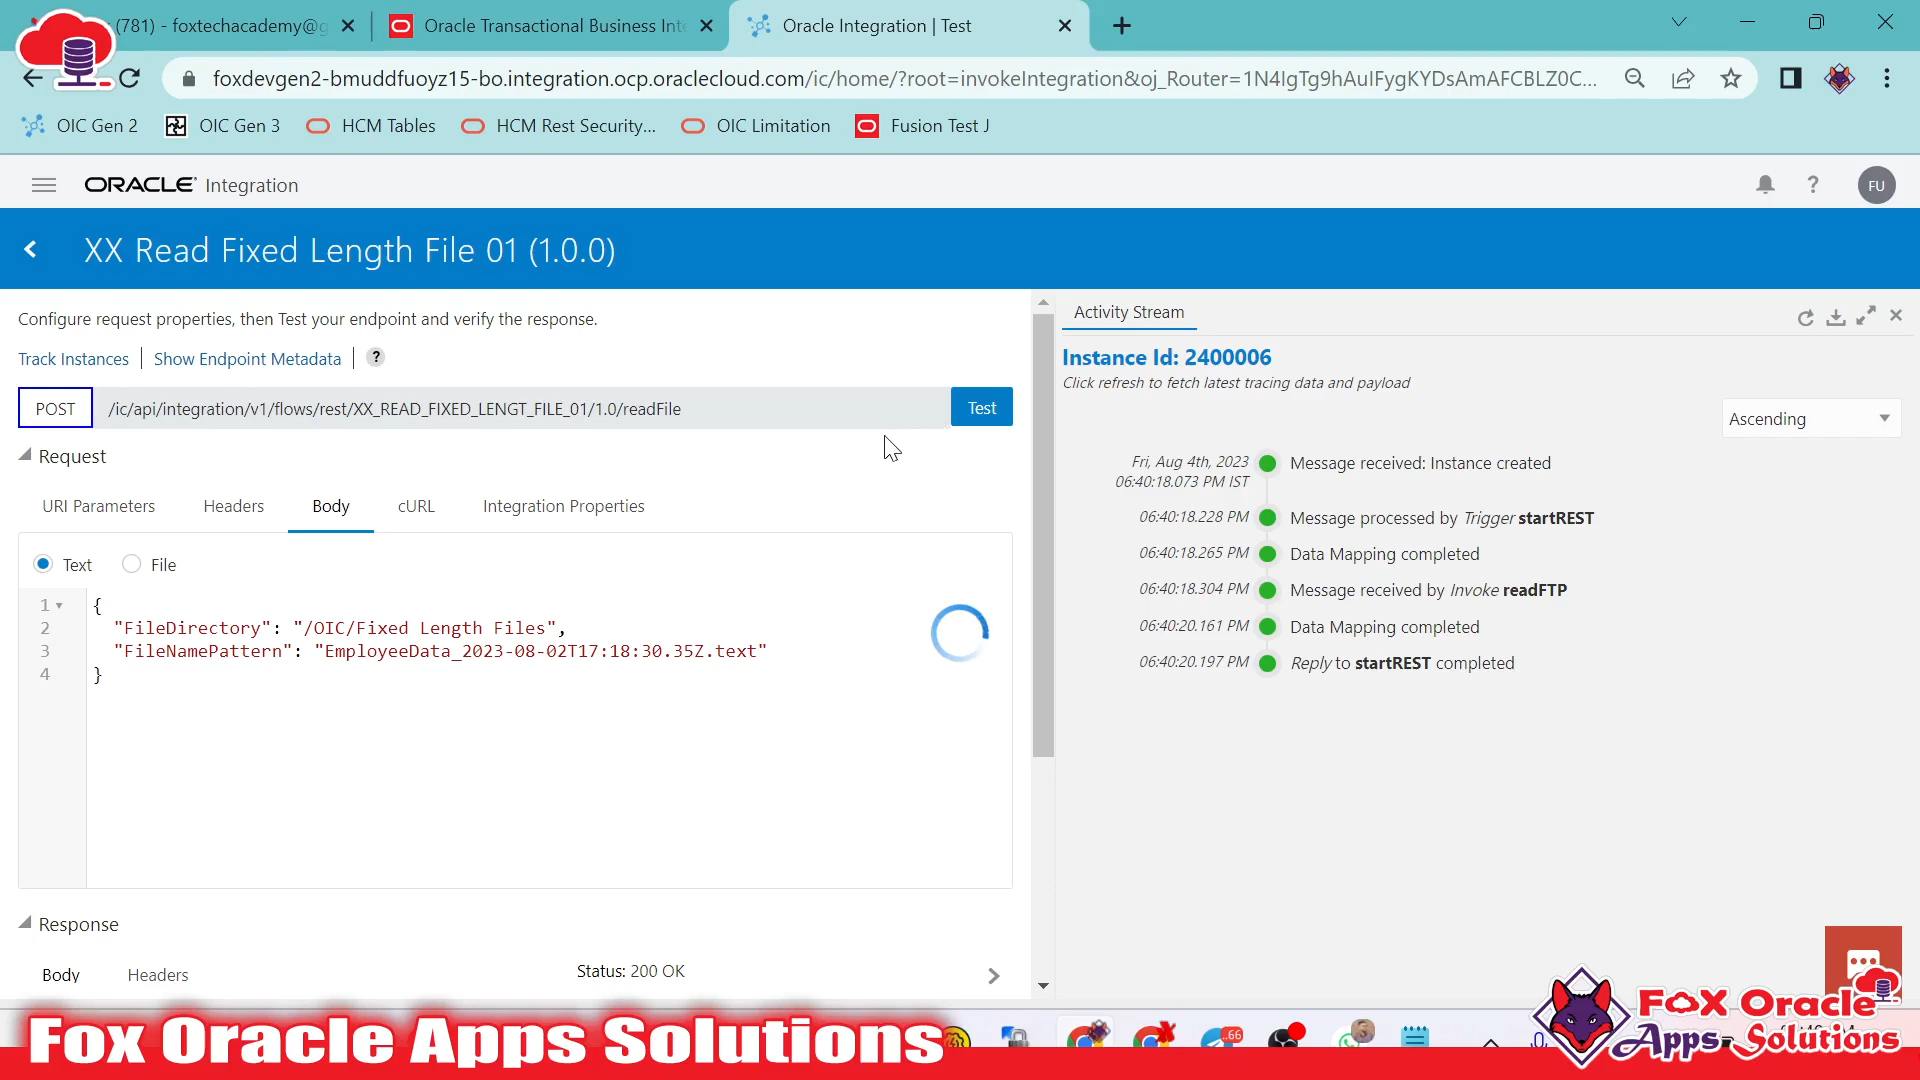 (781) - foxtechacademy@g
Oracle Transactional Business Inte
Oracle Integration | Test
foxdevgen2-bmuddfuoyz15-bo.integration.ocp.oraclecloud.com/ic/home/?root=invokeIntegration&oj_Router=1N4IgTg9hAuIFygKYDsAmAFCBLZ0C...
OIC Gen 2
OIC Gen 3
HCM Tables
HCM Rest Security...
OIC Limitation
Fusion Test J
ORACLE Integration
?
FU
XX Read Fixed Length File 01 (1.0.0)
Configure request properties, then Test your endpoint and verify the response.
Track Instances
Show Endpoint Metadata
?
POST
/ic/api/integration/v1/flows/rest/XX_READ_FIXED_LENGT_FILE_01/1.0/readFile
Test
Request
URI Parameters
Headers
Body
cURL
Integration Properties
Text
File
1 {
2 "FileDirectory": "/OIC/Fixed Length Files",
3 "FileNamePattern": "EmployeeData_2023-08-02T17:18:30.35Z.text"
4 }
Response
Body
Headers
Status: 200 OK
Activity Stream
Instance Id: 2400006
Click refresh to fetch latest tracing data and payload
Ascending
Fri, Aug 4th, 2023
06:40:18.073 PM IST
Message received: Instance created
06:40:18.228 PM Message processed by Trigger startREST
06:40:18.265 PM Data Mapping completed
06:40:18.304 PM Message received by Invoke readFTP
06:40:20.161 PM Data Mapping completed
06:40:20.197 PM Reply to startREST completed
Fox Oracle Apps Solutions
..66
FOX Oracle
Apps Solutions